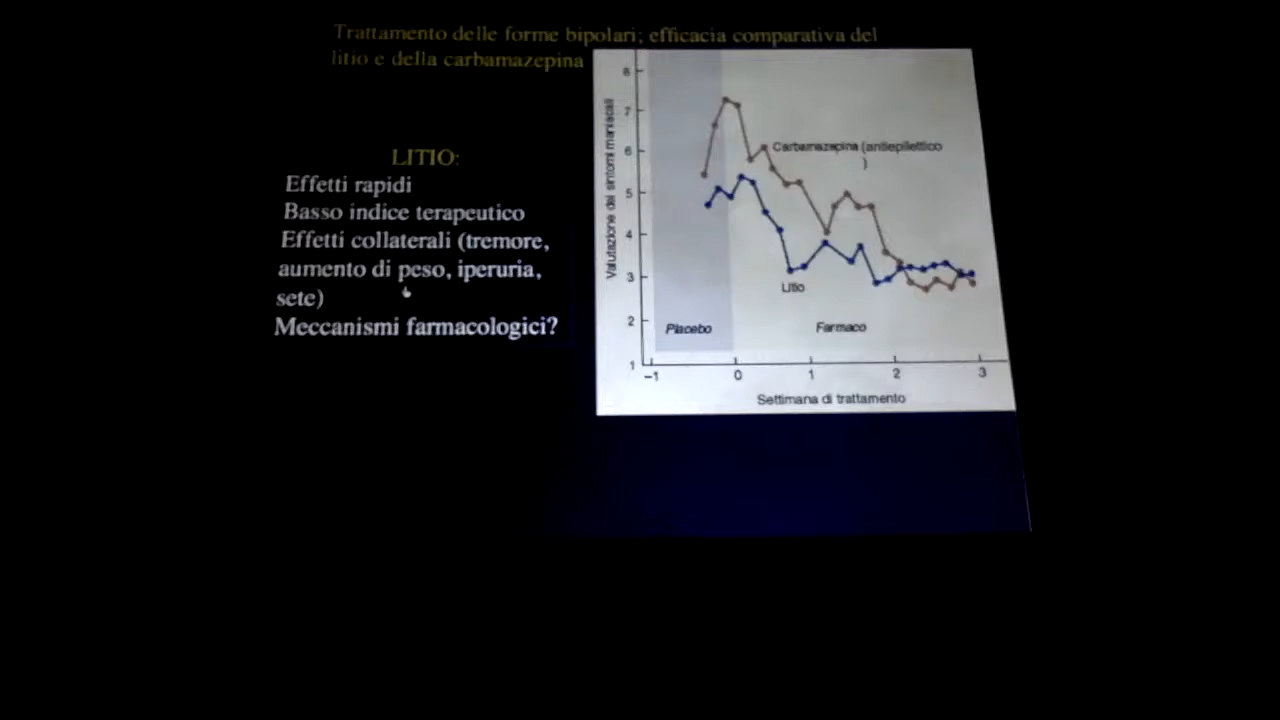 Trattamento delle forme bipolari; efficacia comparativa del
litio e della carbamazepina
LITIO:
Effetti rapidi
Basso indice terapeutico
Effetti collaterali (tremore,
aumento di peso, iperuria,
sete)
Meccanismi farmacologici?
Valutazione dei sintomi maniacali
8
7
6
5
4
3
2
1
Carbamazepina (antiepilettico
)
Litio
Placebo
Farmaco
−1
0
1
2
3
Settimana di trattamento